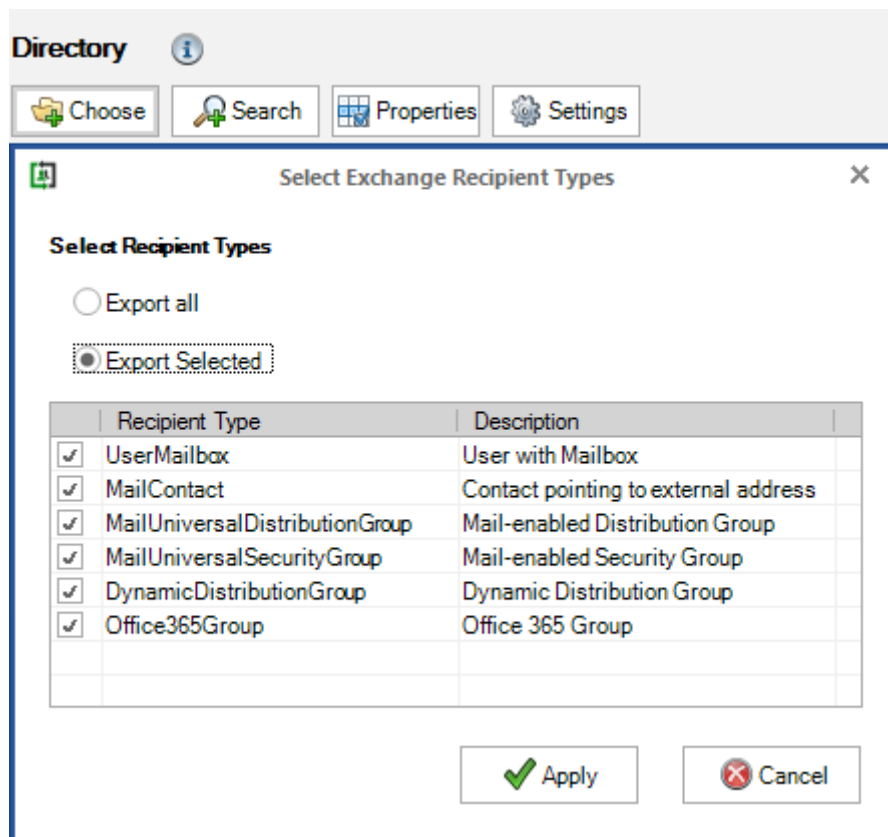 Directory
Choose Search Properties Settings
Select Exchange Recipient Types
Select Recipient Types
Export all
Export Selected
Recipient Type Description
UserMailbox User with Mailbox
MailContact Contact pointing to external address
MailUniversalDistributionGroup Mail-enabled Distribution Group
MailUniversalSecurityGroup Mail-enabled Security Group
DynamicDistributionGroup Dynamic Distribution Group
Office365Group Office 365 Group
Apply Cancel